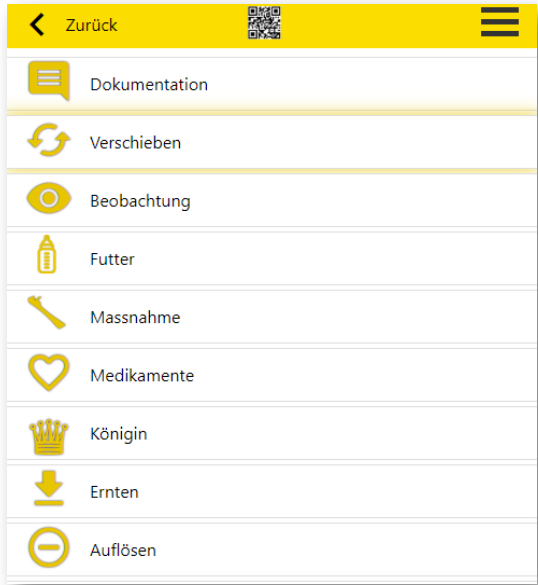 Zurück
Dokumentation
Verschieben
Beobachtung
Futter
Massnahme
Medikamente
Königin
Ernten
Auflösen